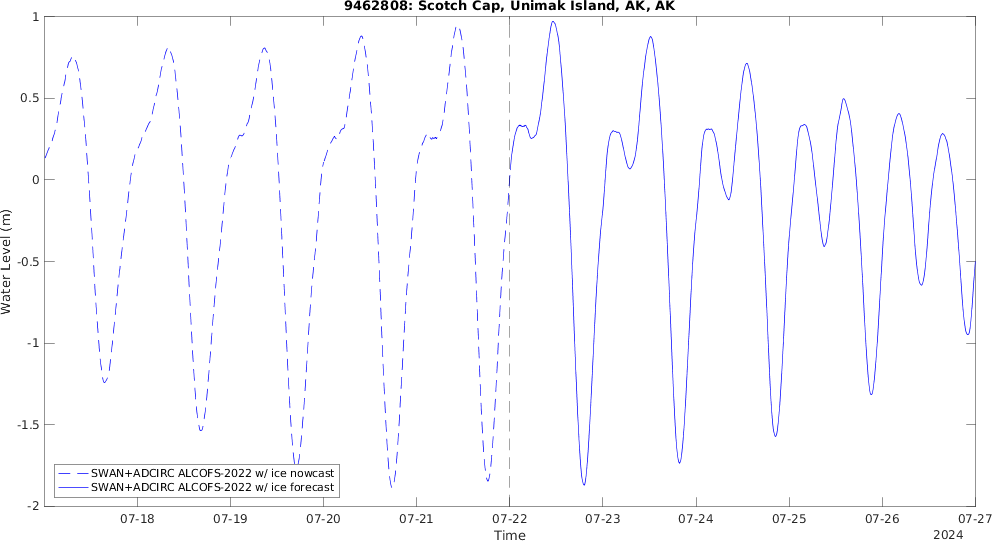 9462808: Scotch Cap, Unimak Island, AK, AK
Water Level (m)
1
0.5
0
-0.5
-1
-1.5
-2
SWAN+ADCIRC ALCOFS-2022 w/ ice nowcast
SWAN+ADCIRC ALCOFS-2022 w/ ice forecast
07-18 07-19 07-20 07-21 07-22 07-23 07-24 07-25 07-26 07-27
Time
2024